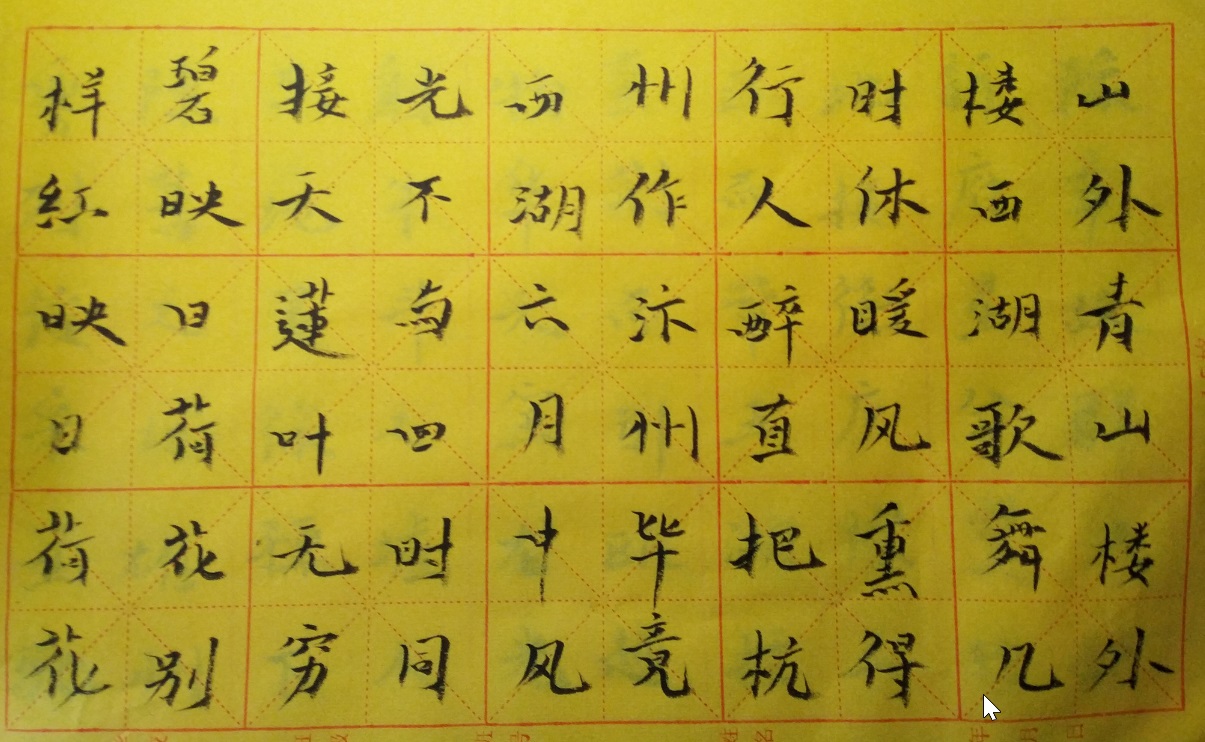 山外青山楼外
楼西湖歌舞几
时休暖风熏得
行人醉直把杭
州作汴州毕竟
西湖六月中风
光不与四时同
接天蓮叶无穷
碧映日荷花别
样紅映日荷花